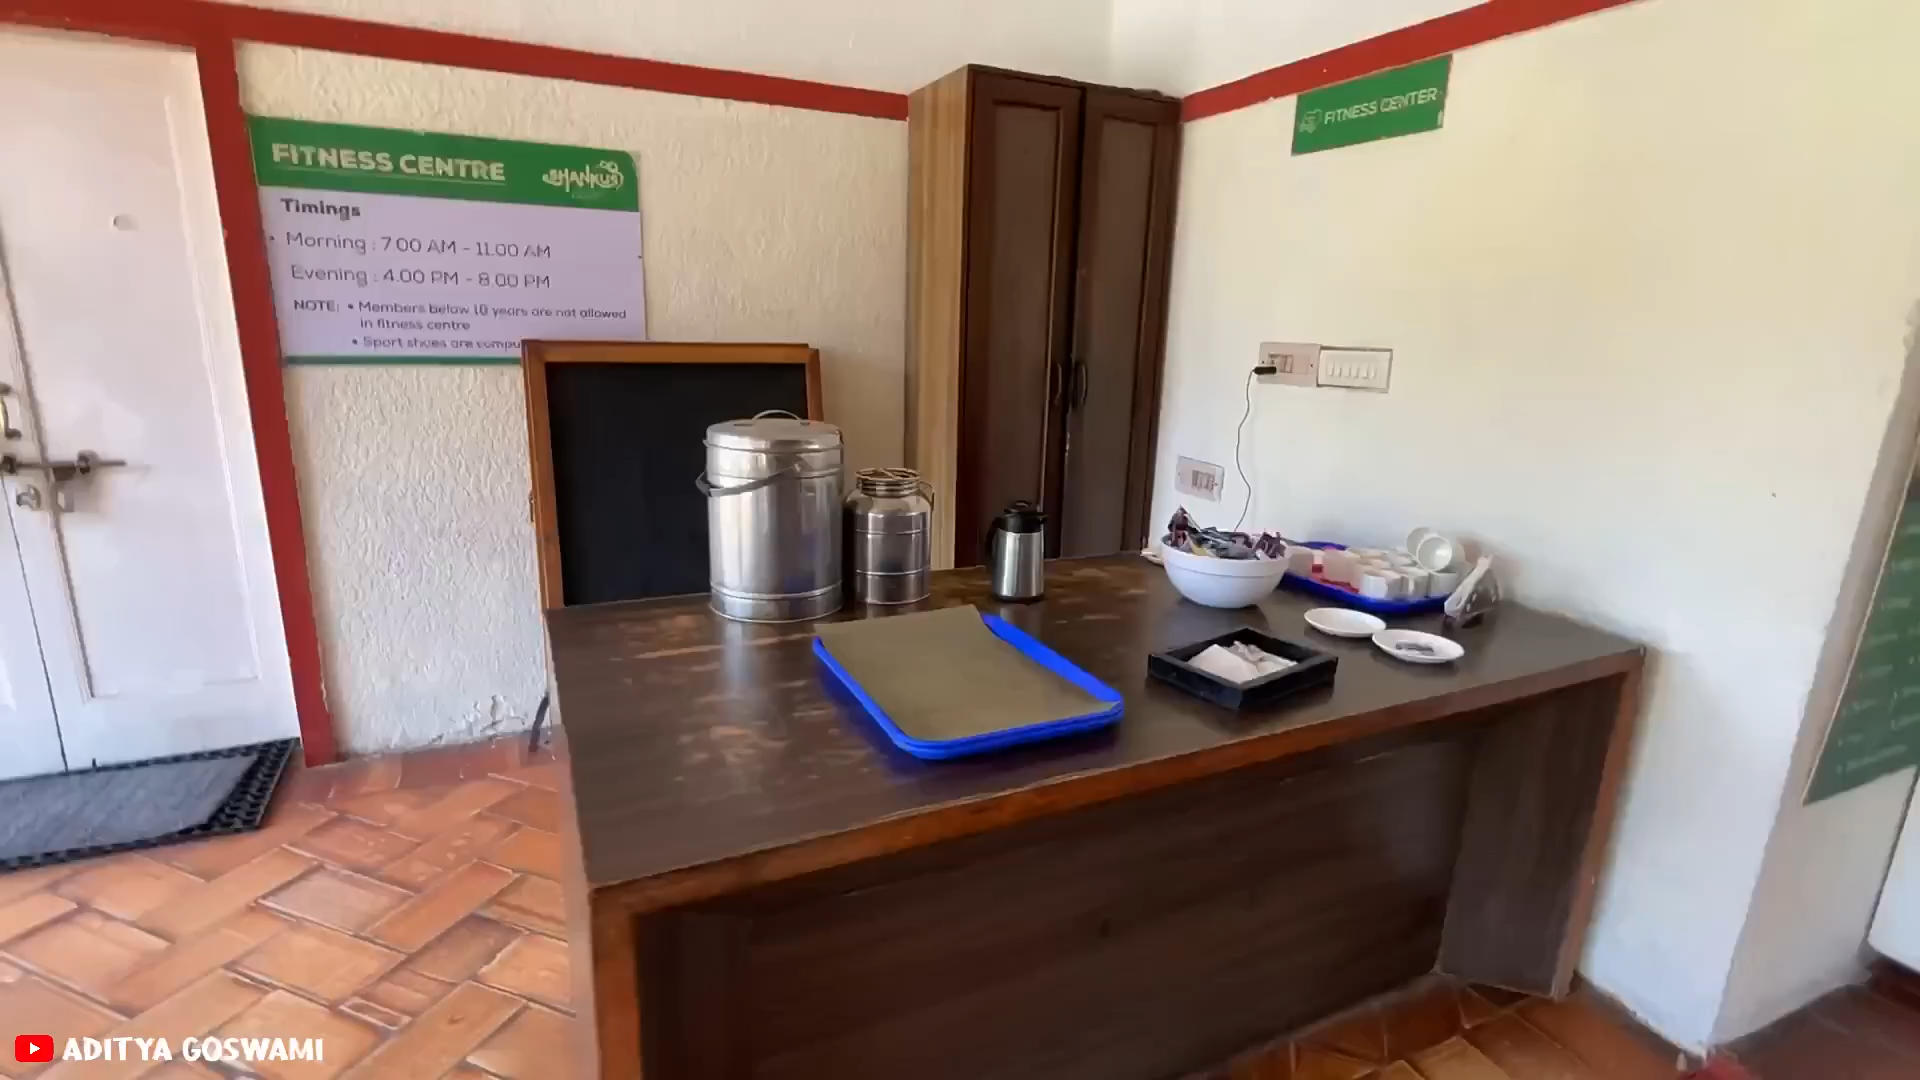 FITNESS CENTRE
SHANKUS
Timings
Morning : 7.00 AM - 11.00 AM
Evening : 4.00 PM - 8.00 PM
NOTE: • Members below 10 years are not allowed
in fitness centre
• Sport shoes are
FITNESS CENTER
ADITYA GOSWAMI